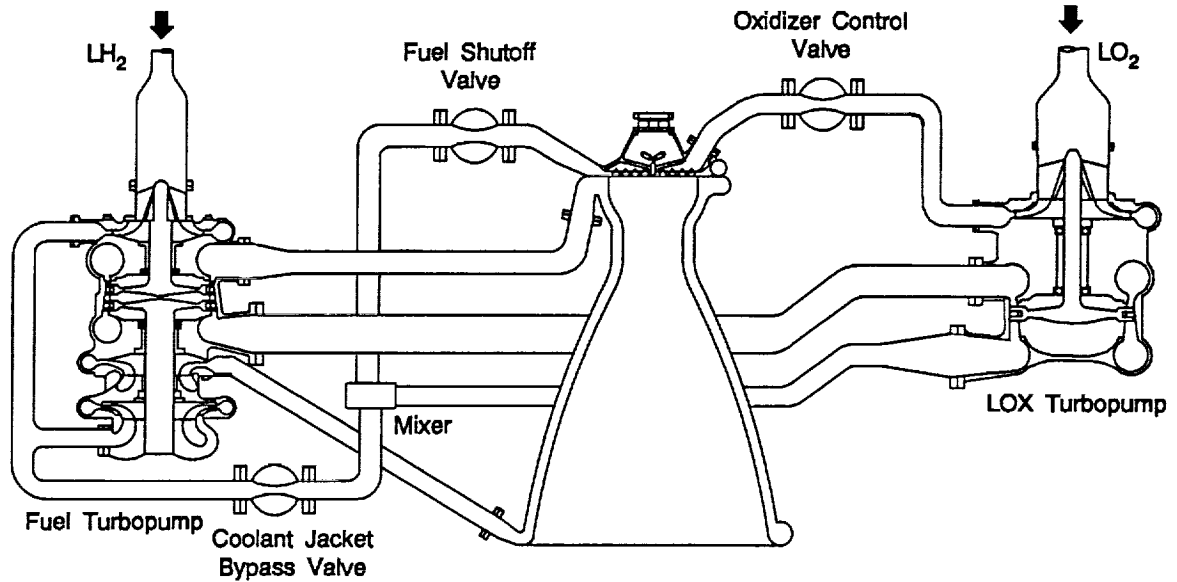 LH2
Fuel Shutoff
Valve
Oxidizer Control
Valve
LO2
Mixer
LOX Turbopump
Fuel Turbopump
Coolant Jacket
Bypass Valve